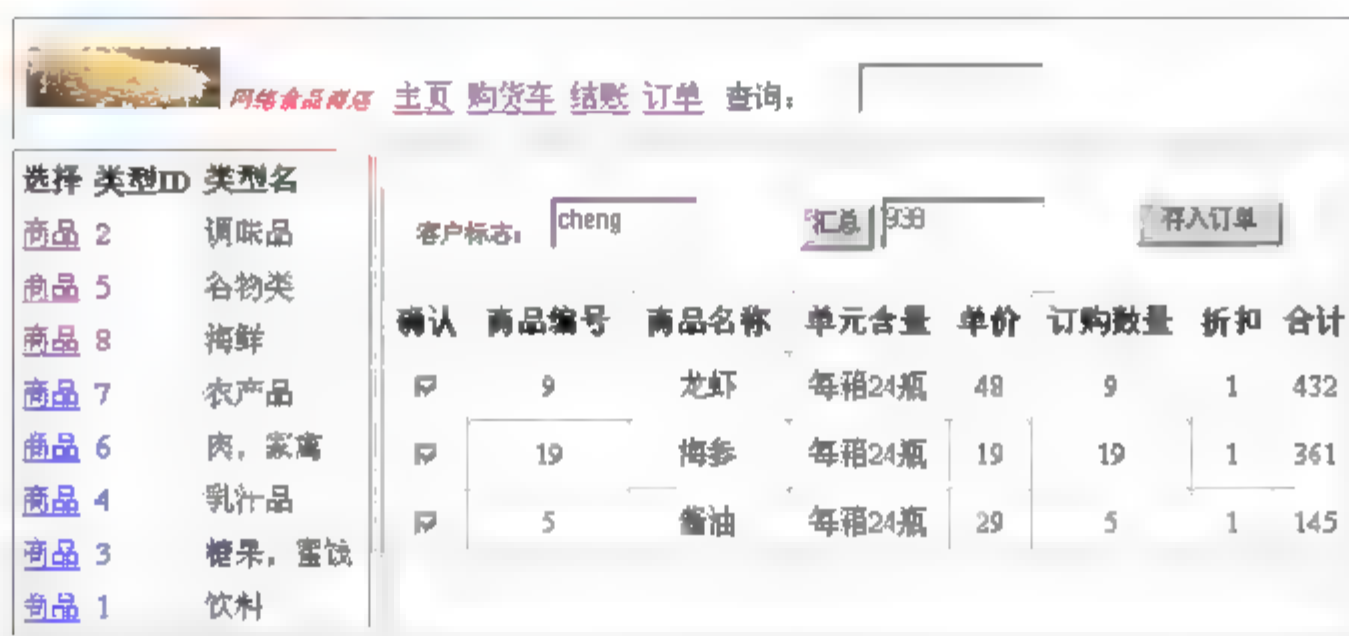 网络食品商店 主页 购货车 结账 订单 查询：
选择 类型ID 类型名
商品 2 调味品
商品 5 谷物类
商品 8 海鲜
商品 7 农产品
商品 6 肉，家禽
商品 4 乳汁品
商品 3 糖果，蜜饯
商品 1 饮料
客户标志： cheng 汇总 938 存入订单
确认 商品编号 商品名称 单元含量 单价 订购数量 折扣 合计
9 龙虾 每箱24瓶 48 9 1 432
19 海参 每箱24瓶 19 19 1 361
5 酱油 每箱24瓶 29 5 1 145